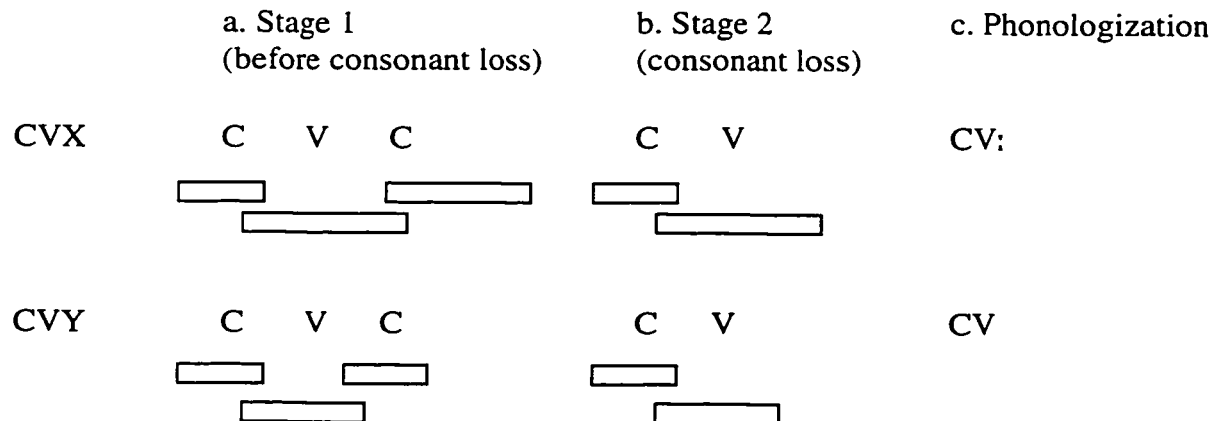 a. Stage 1 b. Stage 2 c. Phonologization
(before consonant loss) (consonant loss)
CVX C V C C V CV:
CVY C V C C V CV